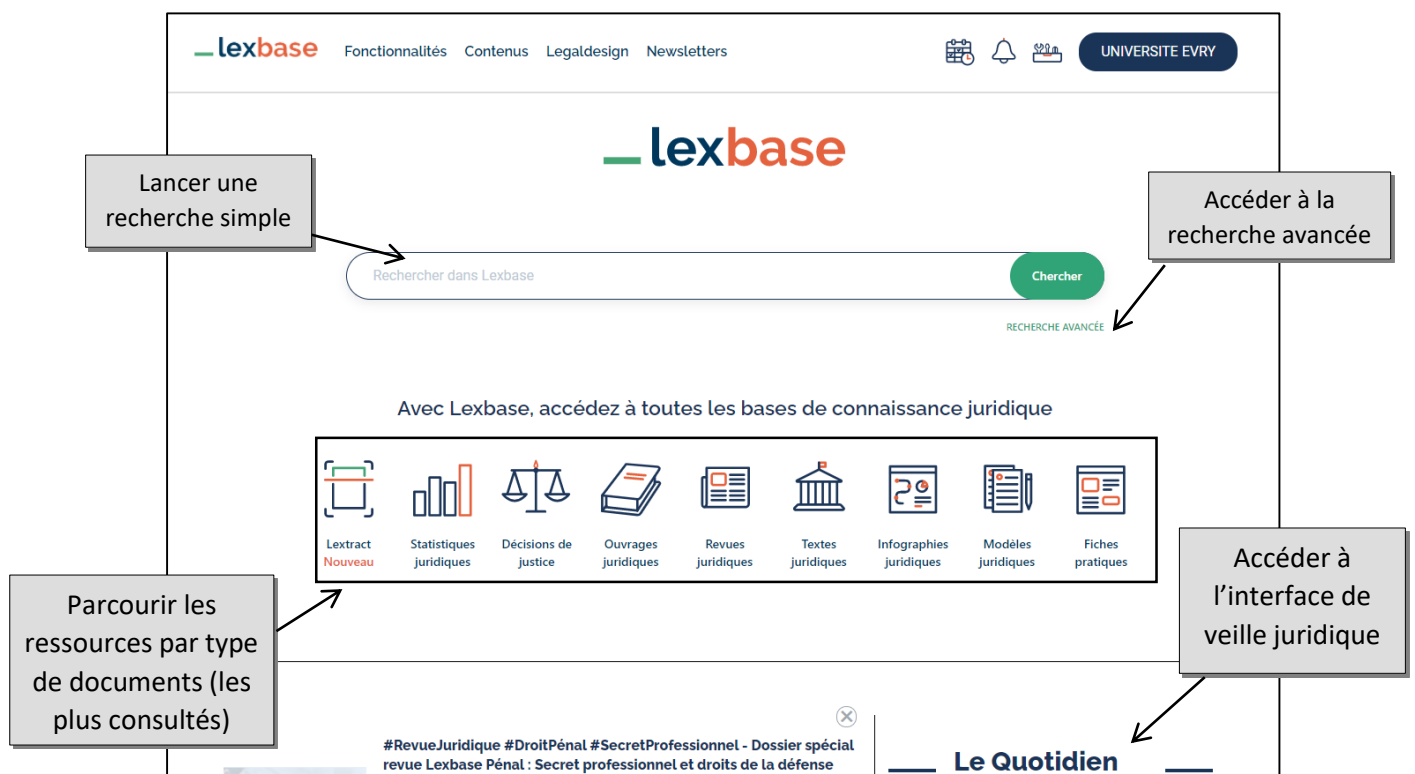 lexbase
Fonctionnalités Contenus Legaldesign Newsletters
UNIVERSITE EVRY
lexbase
Lancer une
recherche simple
Accéder à la
recherche avancée
Rechercher dans Lexbase
Chercher
RECHERCHE AVANCÉE
Avec Lexbase, accédez à toutes les bases de connaissance juridique
Lextract
Nouveau
Statistiques
juridiques
Décisions de
justice
Ouvrages
juridiques
Revues
juridiques
Textes
juridiques
Infographies
juridiques
Modèles
juridiques
Fiches
pratiques
Parcourir les
ressources par type
de documents (les
plus consultés)
Accéder à
l’interface de
veille juridique
#RevueJuridique #DroitPénal #SecretProfessionnel - Dossier spécial
revue Lexbase Pénal : Secret professionnel et droits de la défense
Le Quotidien